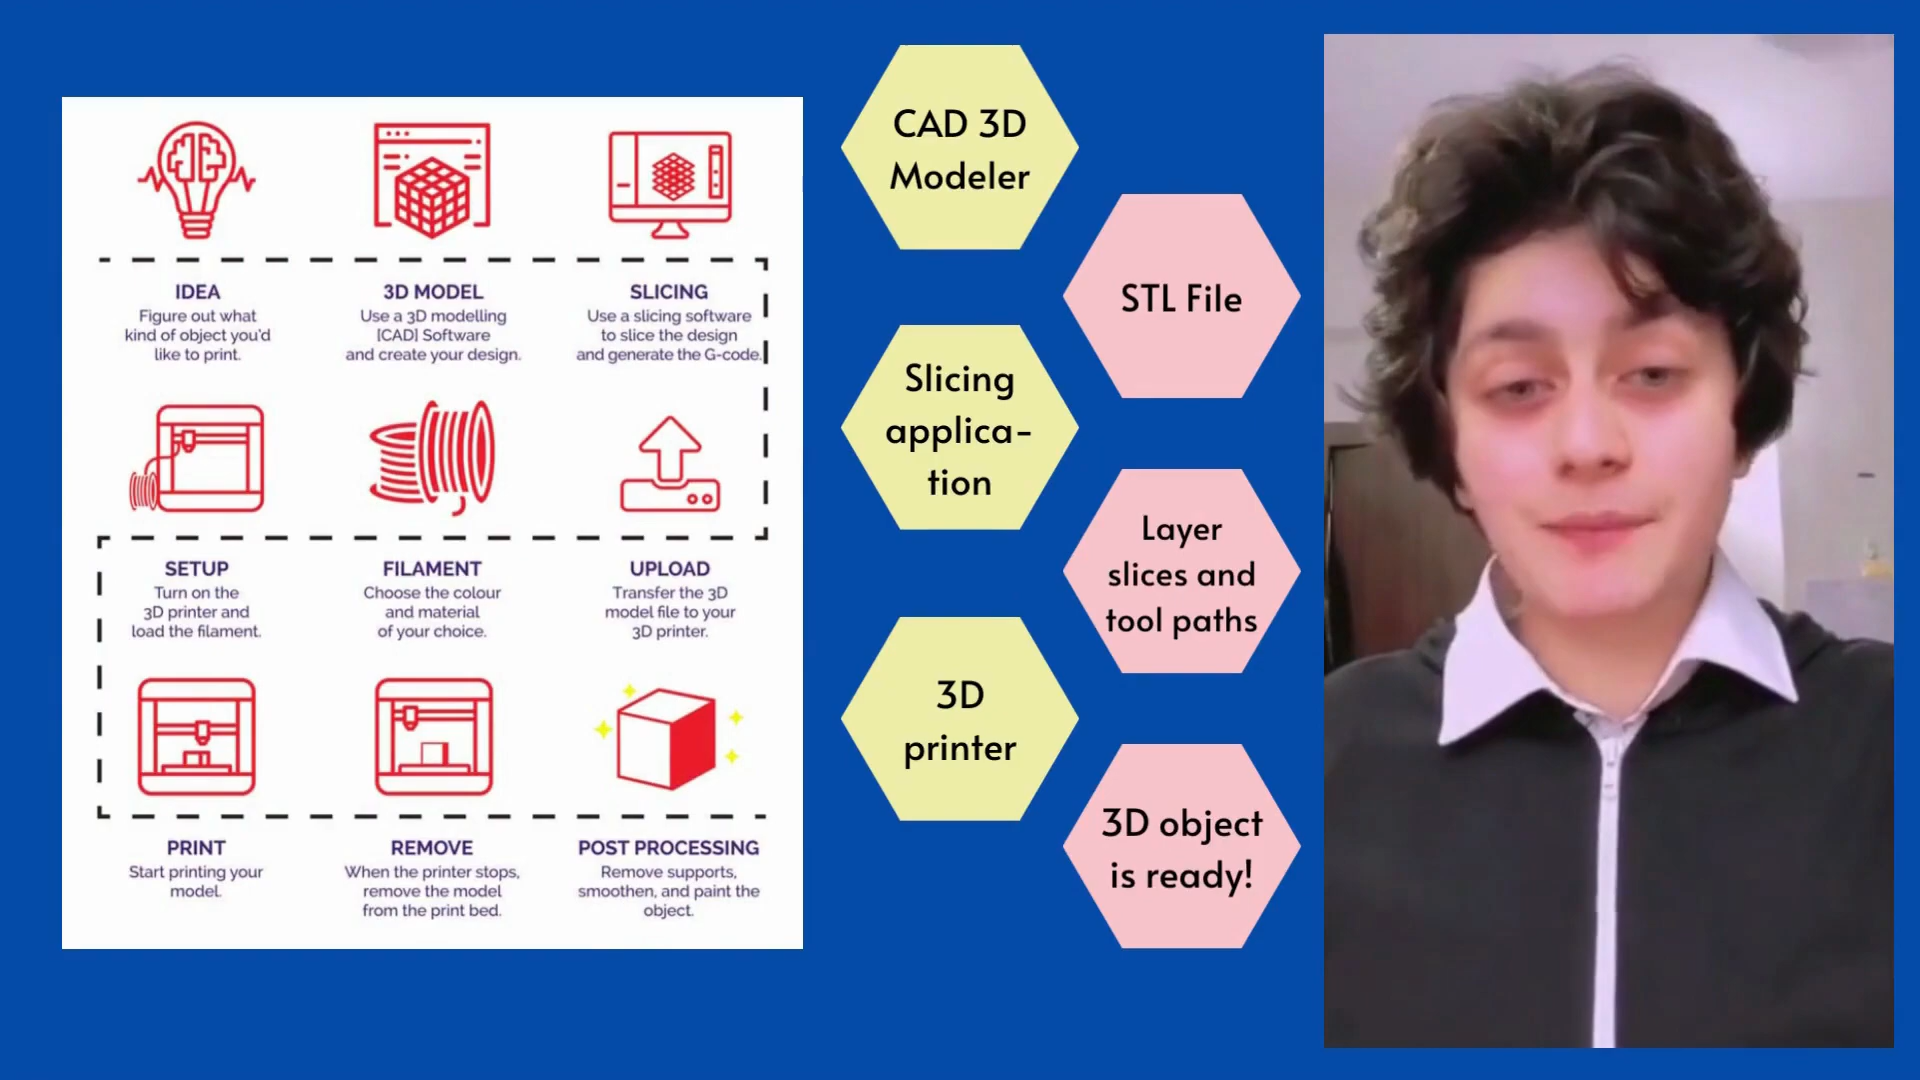 IDEA
Figure out what
kind of object you'd
like to print.
3D MODEL
Use a 3D modelling
[CAD] Software
and create your design.
SLICING
Use a slicing software
to slice the design
and generate the G-code.
SETUP
Turn on the
3D printer and
load the filament.
FILAMENT
Choose the colour
and material
of your choice.
UPLOAD
Transfer the 3D
model file to your
3D printer.
PRINT
Start printing your
model.
REMOVE
When the printer stops,
remove the model
from the print bed.
POST PROCESSING
Remove supports,
smoothen, and paint the
object.
CAD 3D
Modeler
STL File
Slicing
applica-
tion
Layer
slices and
tool paths
3D
printer
3D object
is ready!